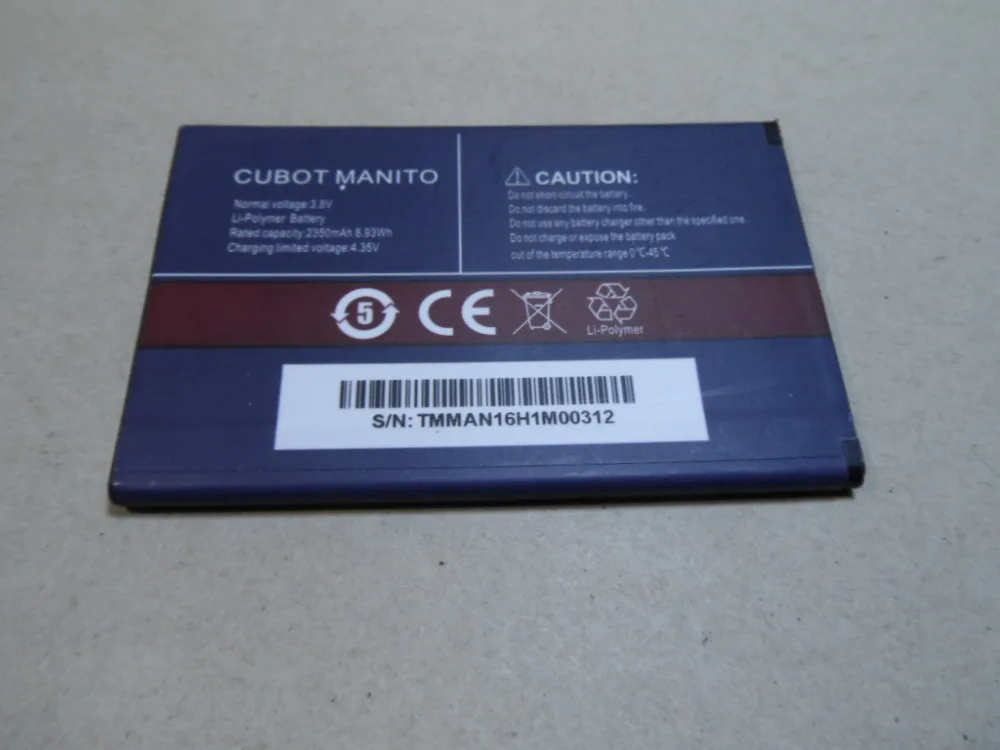 CUBOT MANITO
Normal voltage:3.8V
Li-Polymer Battery
Rated capacity:2350mAh 8.93Wh
Charging limited voltage:4.35V
CAUTION:
Do not short-circuit the battery.
Do not discard the battery into fire.
Do not use any battery charger other than the specified one.
Do not charge or expose the battery pack
out of the temperature range 0℃-45℃
5
CE
Li-Polymer
S/N: TMMAN16H1M00312